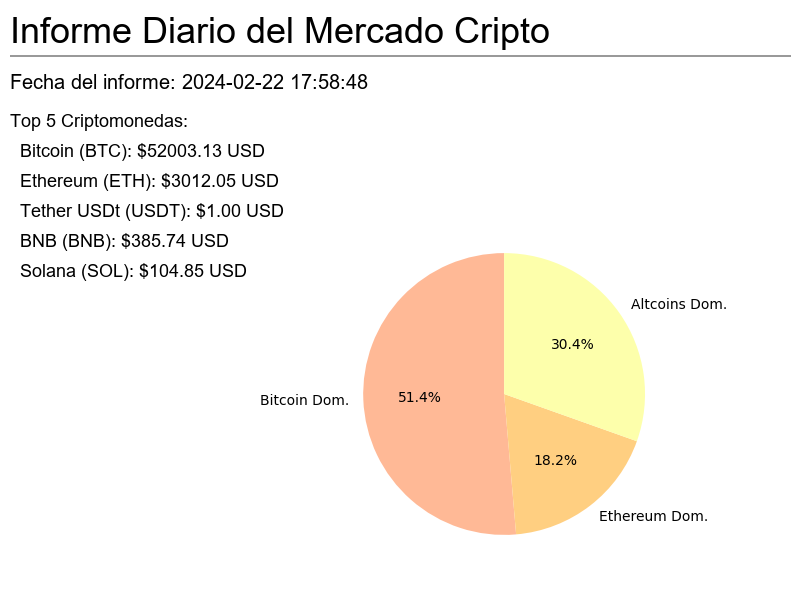 Informe Diario del Mercado Cripto
Fecha del informe: 2024-02-22 17:58:48
Top 5 Criptomonedas:
Bitcoin (BTC): $52003.13 USD
Ethereum (ETH): $3012.05 USD
Tether USDt (USDT): $1.00 USD
BNB (BNB): $385.74 USD
Solana (SOL): $104.85 USD
Altcoins Dom.
30.4%
Bitcoin Dom.
51.4%
18.2%
Ethereum Dom.